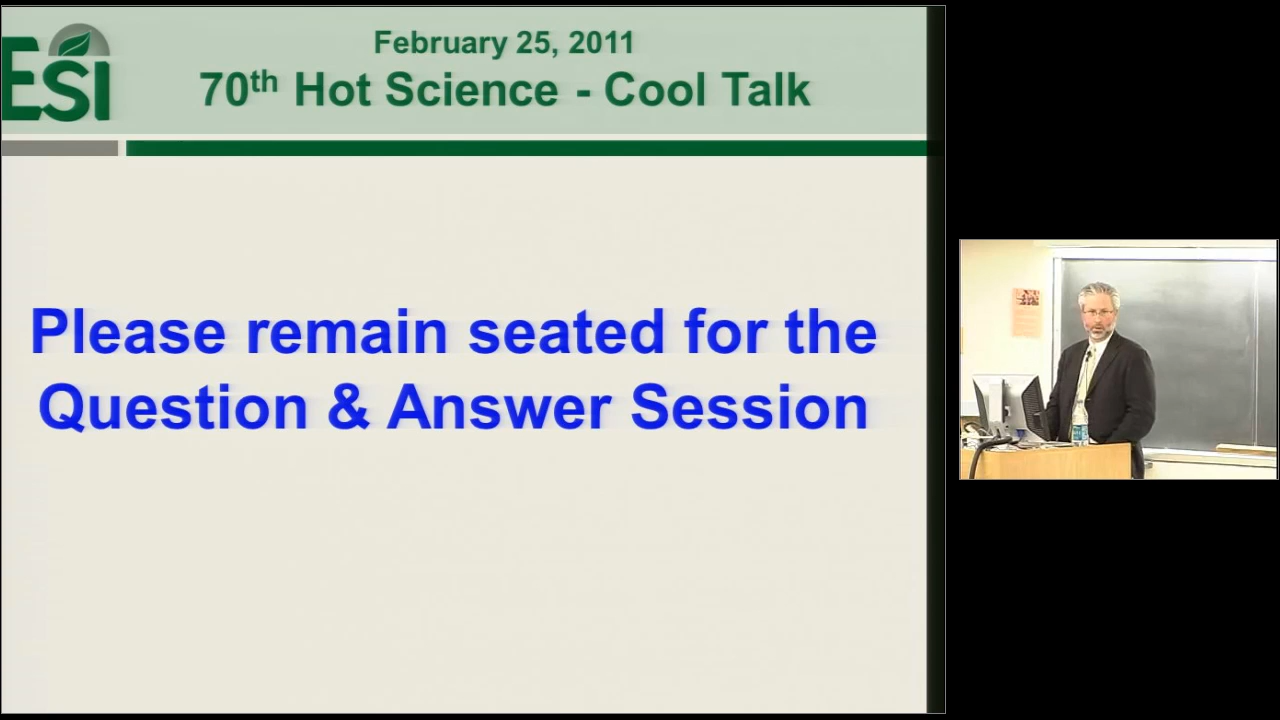 ESI
February 25, 2011
70th Hot Science - Cool Talk
Please remain seated for the
Question & Answer Session